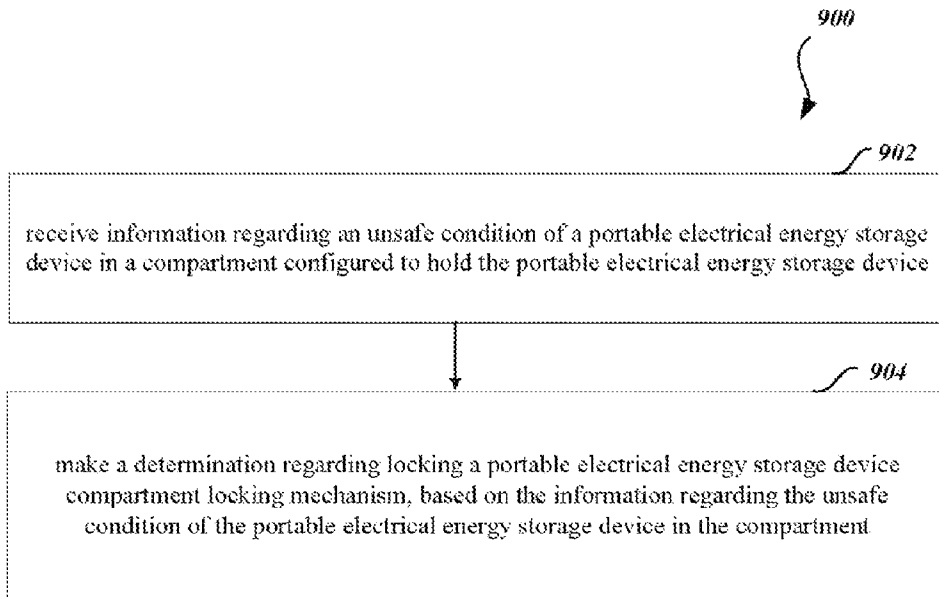 900
902
receive information regarding an unsafe condition of a portable electrical energy storage
device in a compartment configured to hold the portable electrical energy storage device
904
make a determination regarding locking a portable electrical energy storage device
compartment locking mechanism, based on the information regarding the unsafe
condition of the portable electrical energy storage device in the compartment